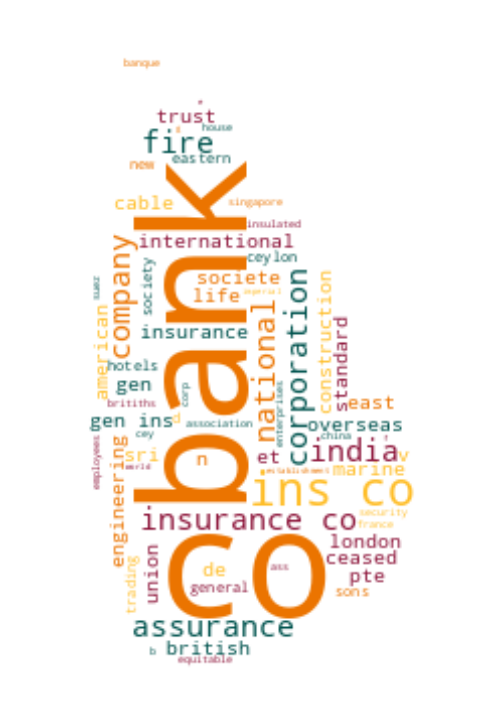 banque
trust
house
fire
eastern
new
cable
singapore
bank
insulated
international
ceylon
company
society
suez
societe
life
imperial
corporation
construction
american
national
insurance
standard
hotels
gen
corp
enterprises
britiths
east
gen ins
d
association
overseas
cey
china
employees
engineering
sri
world
n
et
india
v
establishment
marine
ins co
insurance co
security
france
co
london
ceased
union
trading
de
ass
pte
general
sons
assurance
b
british
equitable